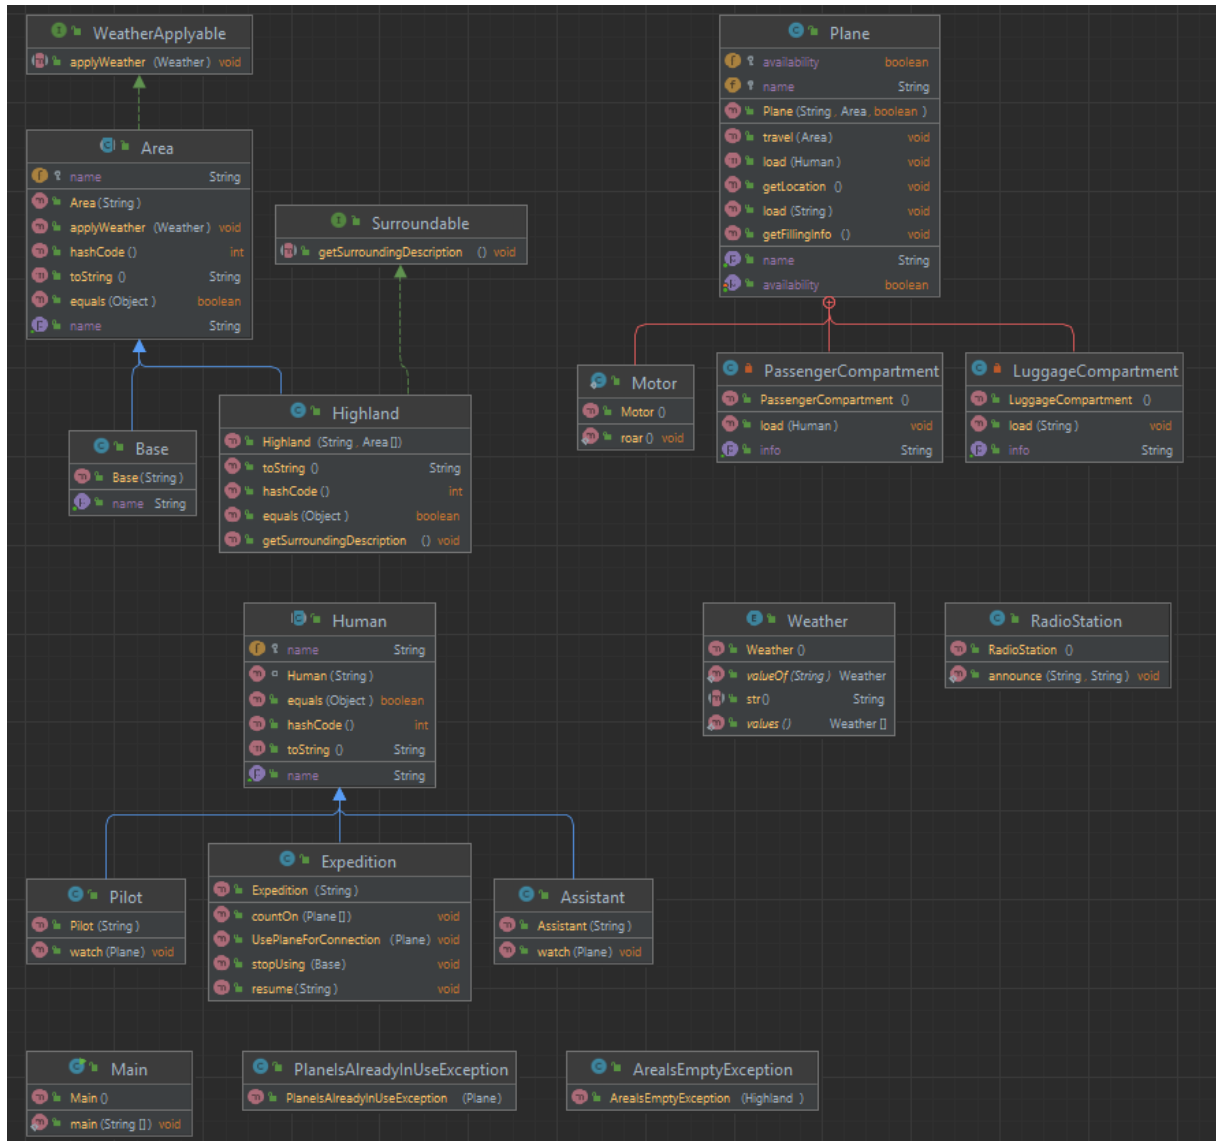 WeatherApplyable
applyWeather (Weather) void
Area
name String
Area(String)
applyWeather (Weather) void
hashCode() int
toString () String
equals(Object) boolean
name String
Surroundable
getSurroundingDescription () void
Base
Base(String)
name String
Highland
Highland (String, Area[])
toString () String
hashCode() int
equals(Object) boolean
getSurroundingDescription () void
Plane
availability boolean
name String
Plane(String, Area, boolean)
travel(Area) void
load(Human) void
getLocation () void
load(String) void
getFillingInfo () void
name String
availability boolean
Motor
Motor()
roar() void
PassengerCompartment
PassengerCompartment ()
load(Human) void
info String
LuggageCompartment
LuggageCompartment ()
load(String) void
info String
Human
name String
Human(String)
equals(Object) boolean
hashCode() int
toString () String
name String
Weather
Weather()
valueOf(String) Weather
str() String
values() Weather[]
RadioStation
RadioStation ()
announce (String, String) void
Pilot
Pilot(String)
watch(Plane) void
Expedition
Expedition (String)
countOn(Plane[]) void
UsePlaneForConnection (Plane) void
stopUsing (Base) void
resume(String) void
Assistant
Assistant(String)
watch(Plane) void
Main
Main()
main(String[]) void
PlaneIsAlreadyInUseException
PlaneIsAlreadyInUseException (Plane)
AreaIsEmptyException
AreaIsEmptyException (Highland)